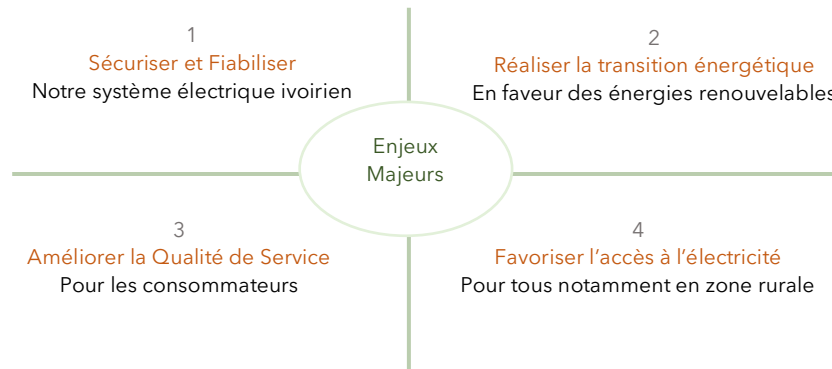 1
Sécuriser et Fiabiliser
Notre système électrique ivoirien
2
Réaliser la transition énergétique
En faveur des énergies renouvelables
Enjeux
Majeurs
3
Améliorer la Qualité de Service
Pour les consommateurs
4
Favoriser l’accès à l’électricité
Pour tous notamment en zone rurale